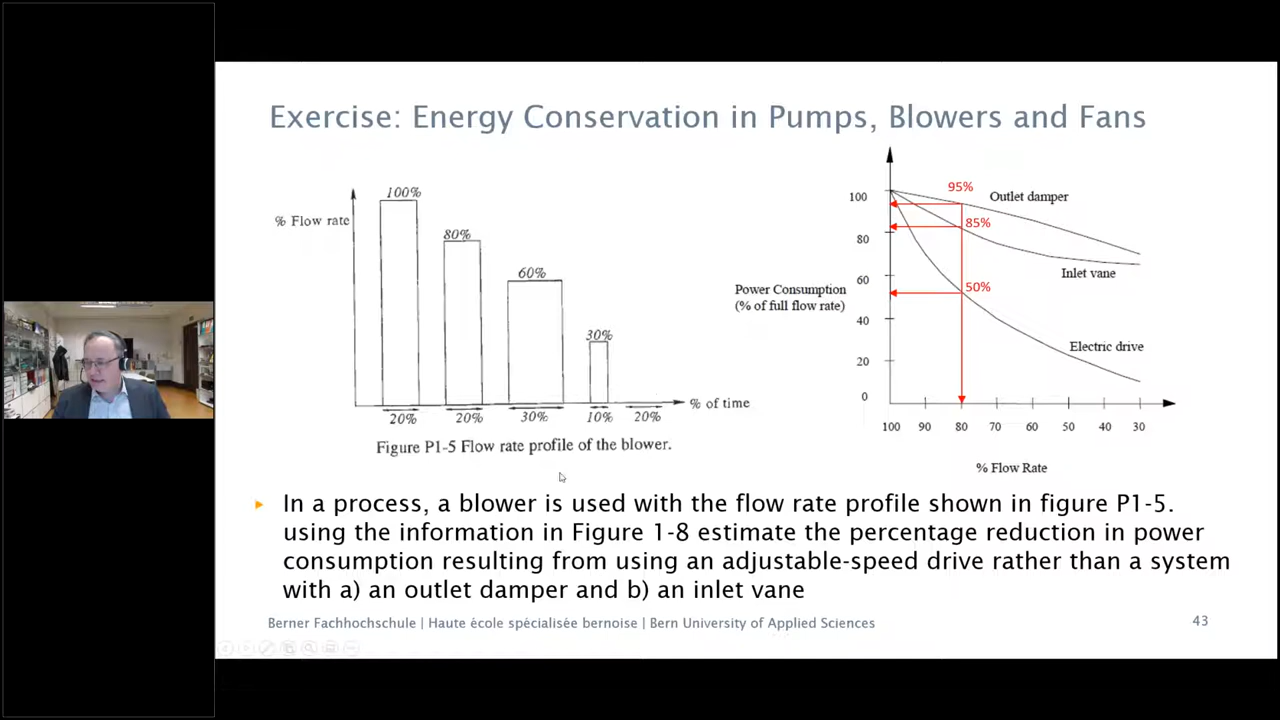 Exercise: Energy Conservation in Pumps, Blowers and Fans
100%
% Flow rate
80%
60%
30%
% of time
20%
20%
30%
10%
20%
Figure P1-5 Flow rate profile of the blower.
95%
Outlet damper
100
85%
80
Inlet vane
Power Consumption
(% of full flow rate)
60
50%
40
Electric drive
20
0
100
90
80
70
60
50
40
30
% Flow Rate
In a process, a blower is used with the flow rate profile shown in figure P1-5.
using the information in Figure 1-8 estimate the percentage reduction in power
consumption resulting from using an adjustable-speed drive rather than a system
with a) an outlet damper and b) an inlet vane
Berner Fachhochschule | Haute école spécialisée bernoise | Bern University of Applied Sciences
43